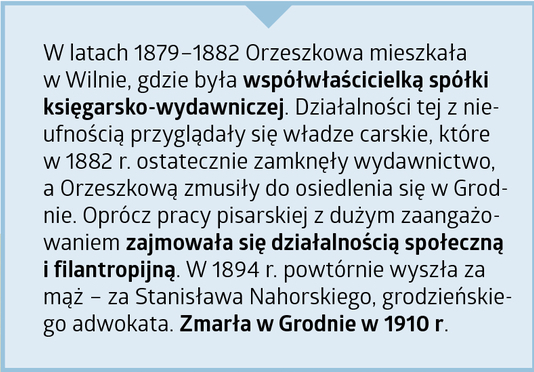 W latach 1879–1882 Orzeszkowa mieszkała
w Wilnie, gdzie była współwłaścicielką spółki
księgarsko-wydawniczej. Działalności tej z nie-
ufnością przyglądały się władze carskie, które
w 1882 r. ostatecznie zamknęły wydawnictwo,
a Orzeszkową zmusiły do osiedlenia się w Grod-
nie. Oprócz pracy pisarskiej z dużym zaangażo-
waniem zajmowała się działalnością społeczną
i filantropijną. W 1894 r. powtórnie wyszła za
mąż – za Stanisława Nahorskiego, grodzieńskie-
go adwokata. Zmarła w Grodnie w 1910 r.